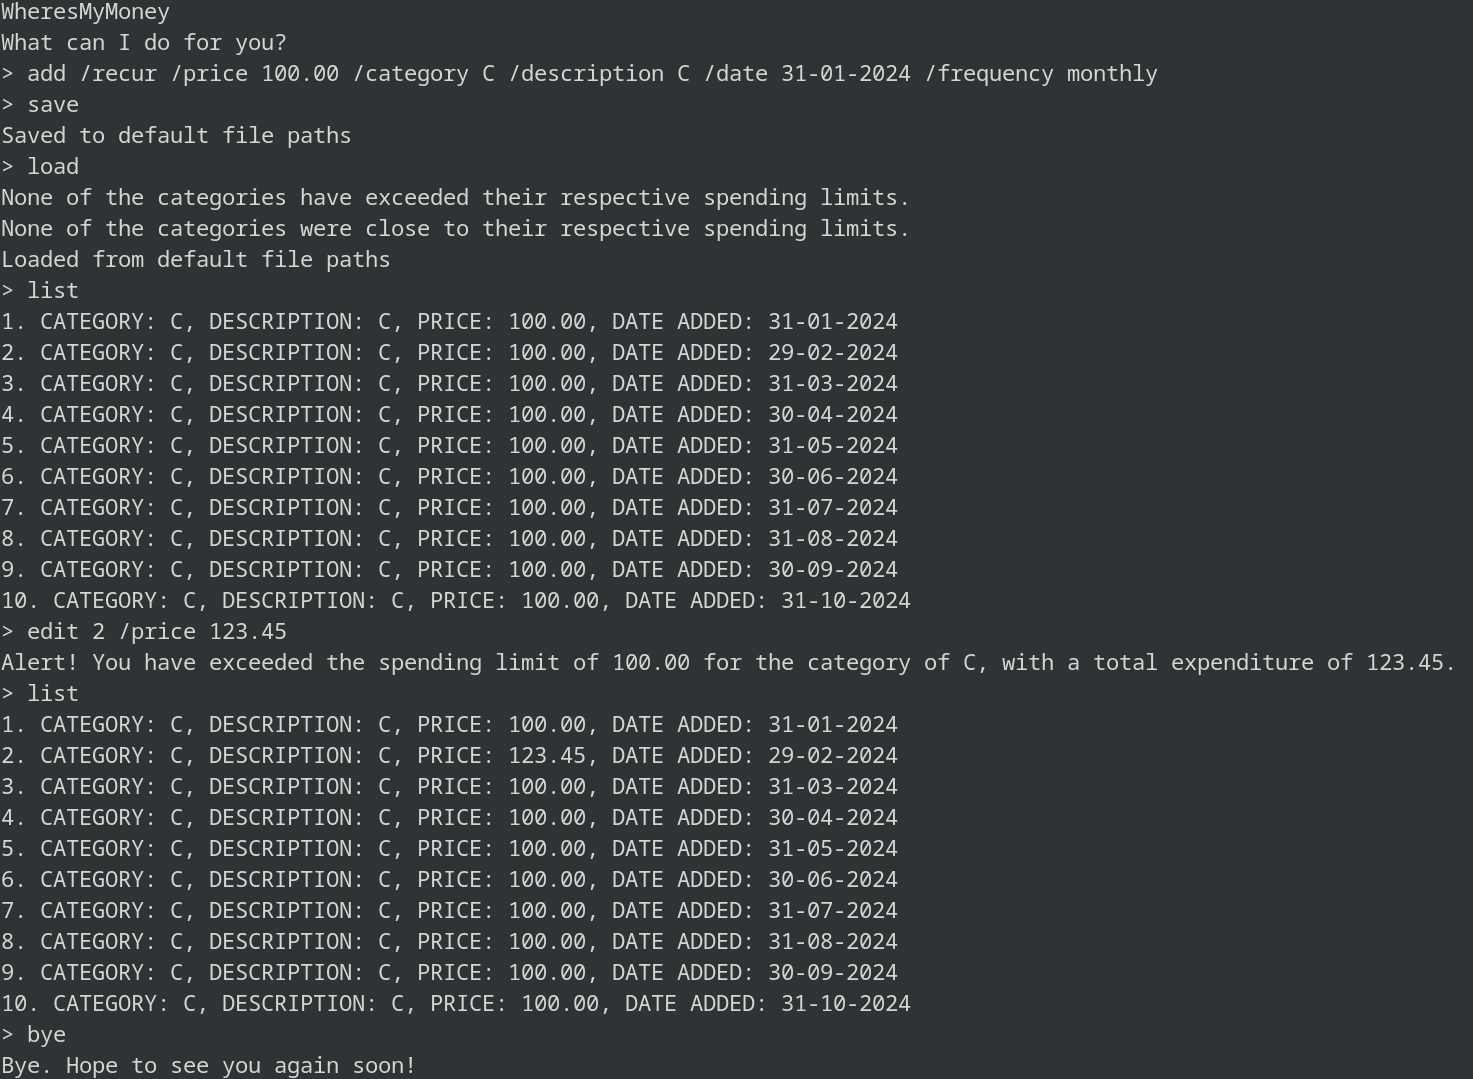 WheresMyMoney
What can I do for you?
> add /recur /price 100.00 /category C /description C /date 31-01-2024 /frequency monthly
> save
Saved to default file paths
> load
None of the categories have exceeded their respective spending limits.
None of the categories were close to their respective spending limits.
Loaded from default file paths
> list
1. CATEGORY: C, DESCRIPTION: C, PRICE: 100.00, DATE ADDED: 31-01-2024
2. CATEGORY: C, DESCRIPTION: C, PRICE: 100.00, DATE ADDED: 29-02-2024
3. CATEGORY: C, DESCRIPTION: C, PRICE: 100.00, DATE ADDED: 31-03-2024
4. CATEGORY: C, DESCRIPTION: C, PRICE: 100.00, DATE ADDED: 30-04-2024
5. CATEGORY: C, DESCRIPTION: C, PRICE: 100.00, DATE ADDED: 31-05-2024
6. CATEGORY: C, DESCRIPTION: C, PRICE: 100.00, DATE ADDED: 30-06-2024
7. CATEGORY: C, DESCRIPTION: C, PRICE: 100.00, DATE ADDED: 31-07-2024
8. CATEGORY: C, DESCRIPTION: C, PRICE: 100.00, DATE ADDED: 31-08-2024
9. CATEGORY: C, DESCRIPTION: C, PRICE: 100.00, DATE ADDED: 30-09-2024
10. CATEGORY: C, DESCRIPTION: C, PRICE: 100.00, DATE ADDED: 31-10-2024
> edit 2 /price 123.45
Alert! You have exceeded the spending limit of 100.00 for the category of C, with a total expenditure of 123.45.
> list
1. CATEGORY: C, DESCRIPTION: C, PRICE: 100.00, DATE ADDED: 31-01-2024
2. CATEGORY: C, DESCRIPTION: C, PRICE: 123.45, DATE ADDED: 29-02-2024
3. CATEGORY: C, DESCRIPTION: C, PRICE: 100.00, DATE ADDED: 31-03-2024
4. CATEGORY: C, DESCRIPTION: C, PRICE: 100.00, DATE ADDED: 30-04-2024
5. CATEGORY: C, DESCRIPTION: C, PRICE: 100.00, DATE ADDED: 31-05-2024
6. CATEGORY: C, DESCRIPTION: C, PRICE: 100.00, DATE ADDED: 30-06-2024
7. CATEGORY: C, DESCRIPTION: C, PRICE: 100.00, DATE ADDED: 31-07-2024
8. CATEGORY: C, DESCRIPTION: C, PRICE: 100.00, DATE ADDED: 31-08-2024
9. CATEGORY: C, DESCRIPTION: C, PRICE: 100.00, DATE ADDED: 30-09-2024
10. CATEGORY: C, DESCRIPTION: C, PRICE: 100.00, DATE ADDED: 31-10-2024
> bye
Bye. Hope to see you again soon!